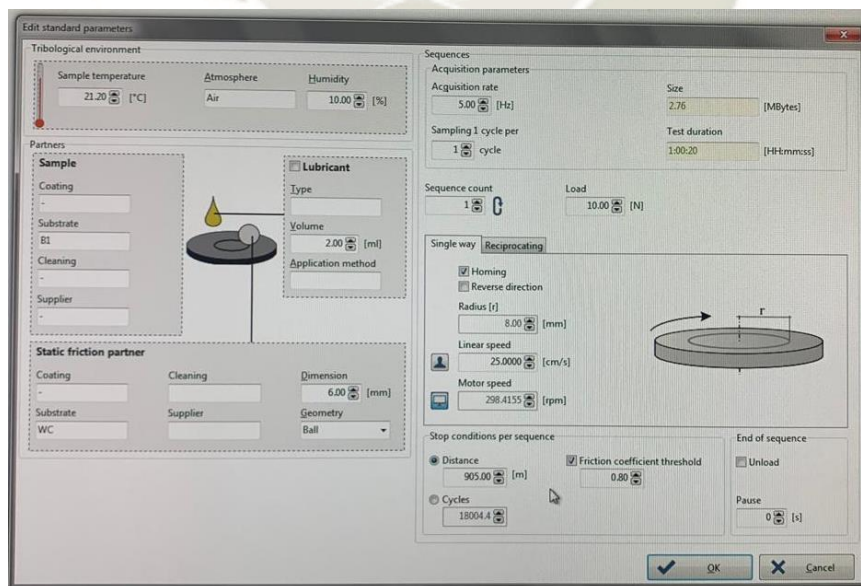 Edit standard parameters
Tribological environment
Sample temperature
21.20 [°C]
Atmosphere
Air
Humidity
10.00 [%]
Partners
Sample
Coating
-
Substrate
B1
Cleaning
-
Supplier
-
Lubricant
Type
Volume
2.00 [ml]
Application method
Static friction partner
Coating
-
Cleaning
Dimension
6.00 [mm]
Substrate
WC
Supplier
Geometry
Ball
Sequences
Acquisition parameters
Acquisition rate
5.00 [Hz]
Size
2.76 [MBytes]
Sampling 1 cycle per
1 cycle
Test duration
1:00:20 [HH:mm:ss]
Sequence count
1
Load
10.00 [N]
Single way Reciprocating
Homing
Reverse direction
Radius [r]
8.00 [mm]
Linear speed
25.0000 [cm/s]
Motor speed
298.4155 [rpm]
r
Stop conditions per sequence
Distance
905.00 [m]
Friction coefficient threshold
0.80
Cycles
18004.4
End of sequence
Unload
Pause
0 [s]
OK
Cancel